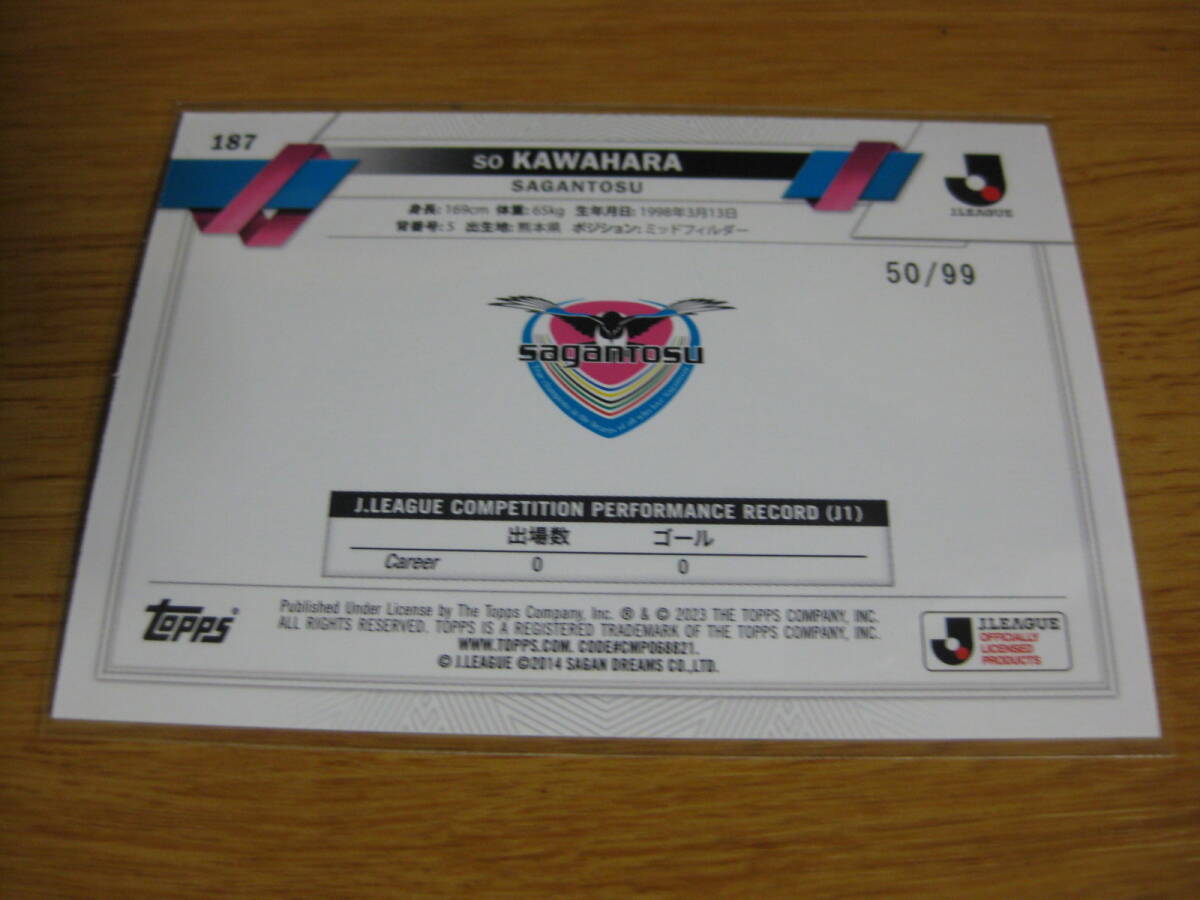 187
SO KAWAHARA
SAGANTOSU
身長: 169cm 体重: 65kg 生年月日: 1998年3月13日
背番号: 5 出生地: 熊本県 ポジション: ミッドフィルダー
J.LEAGUE
50/99
sagantosu
J.LEAGUE COMPETITION PERFORMANCE RECORD (J1)
出場数 ゴール
Career 0 0
TOPPS®
Published Under License by The Topps Company, Inc. ® & © 2023 THE TOPPS COMPANY, INC.
ALL RIGHTS RESERVED. TOPPS IS A REGISTERED TRADEMARK OF THE TOPPS COMPANY, INC.
WWW.TOPPS.COM. CODE#CMP068821.
© J.LEAGUE ©2014 SAGAN DREAMS CO.,LTD.
J.LEAGUE
OFFICIALLY
LICENSED
PRODUCTS